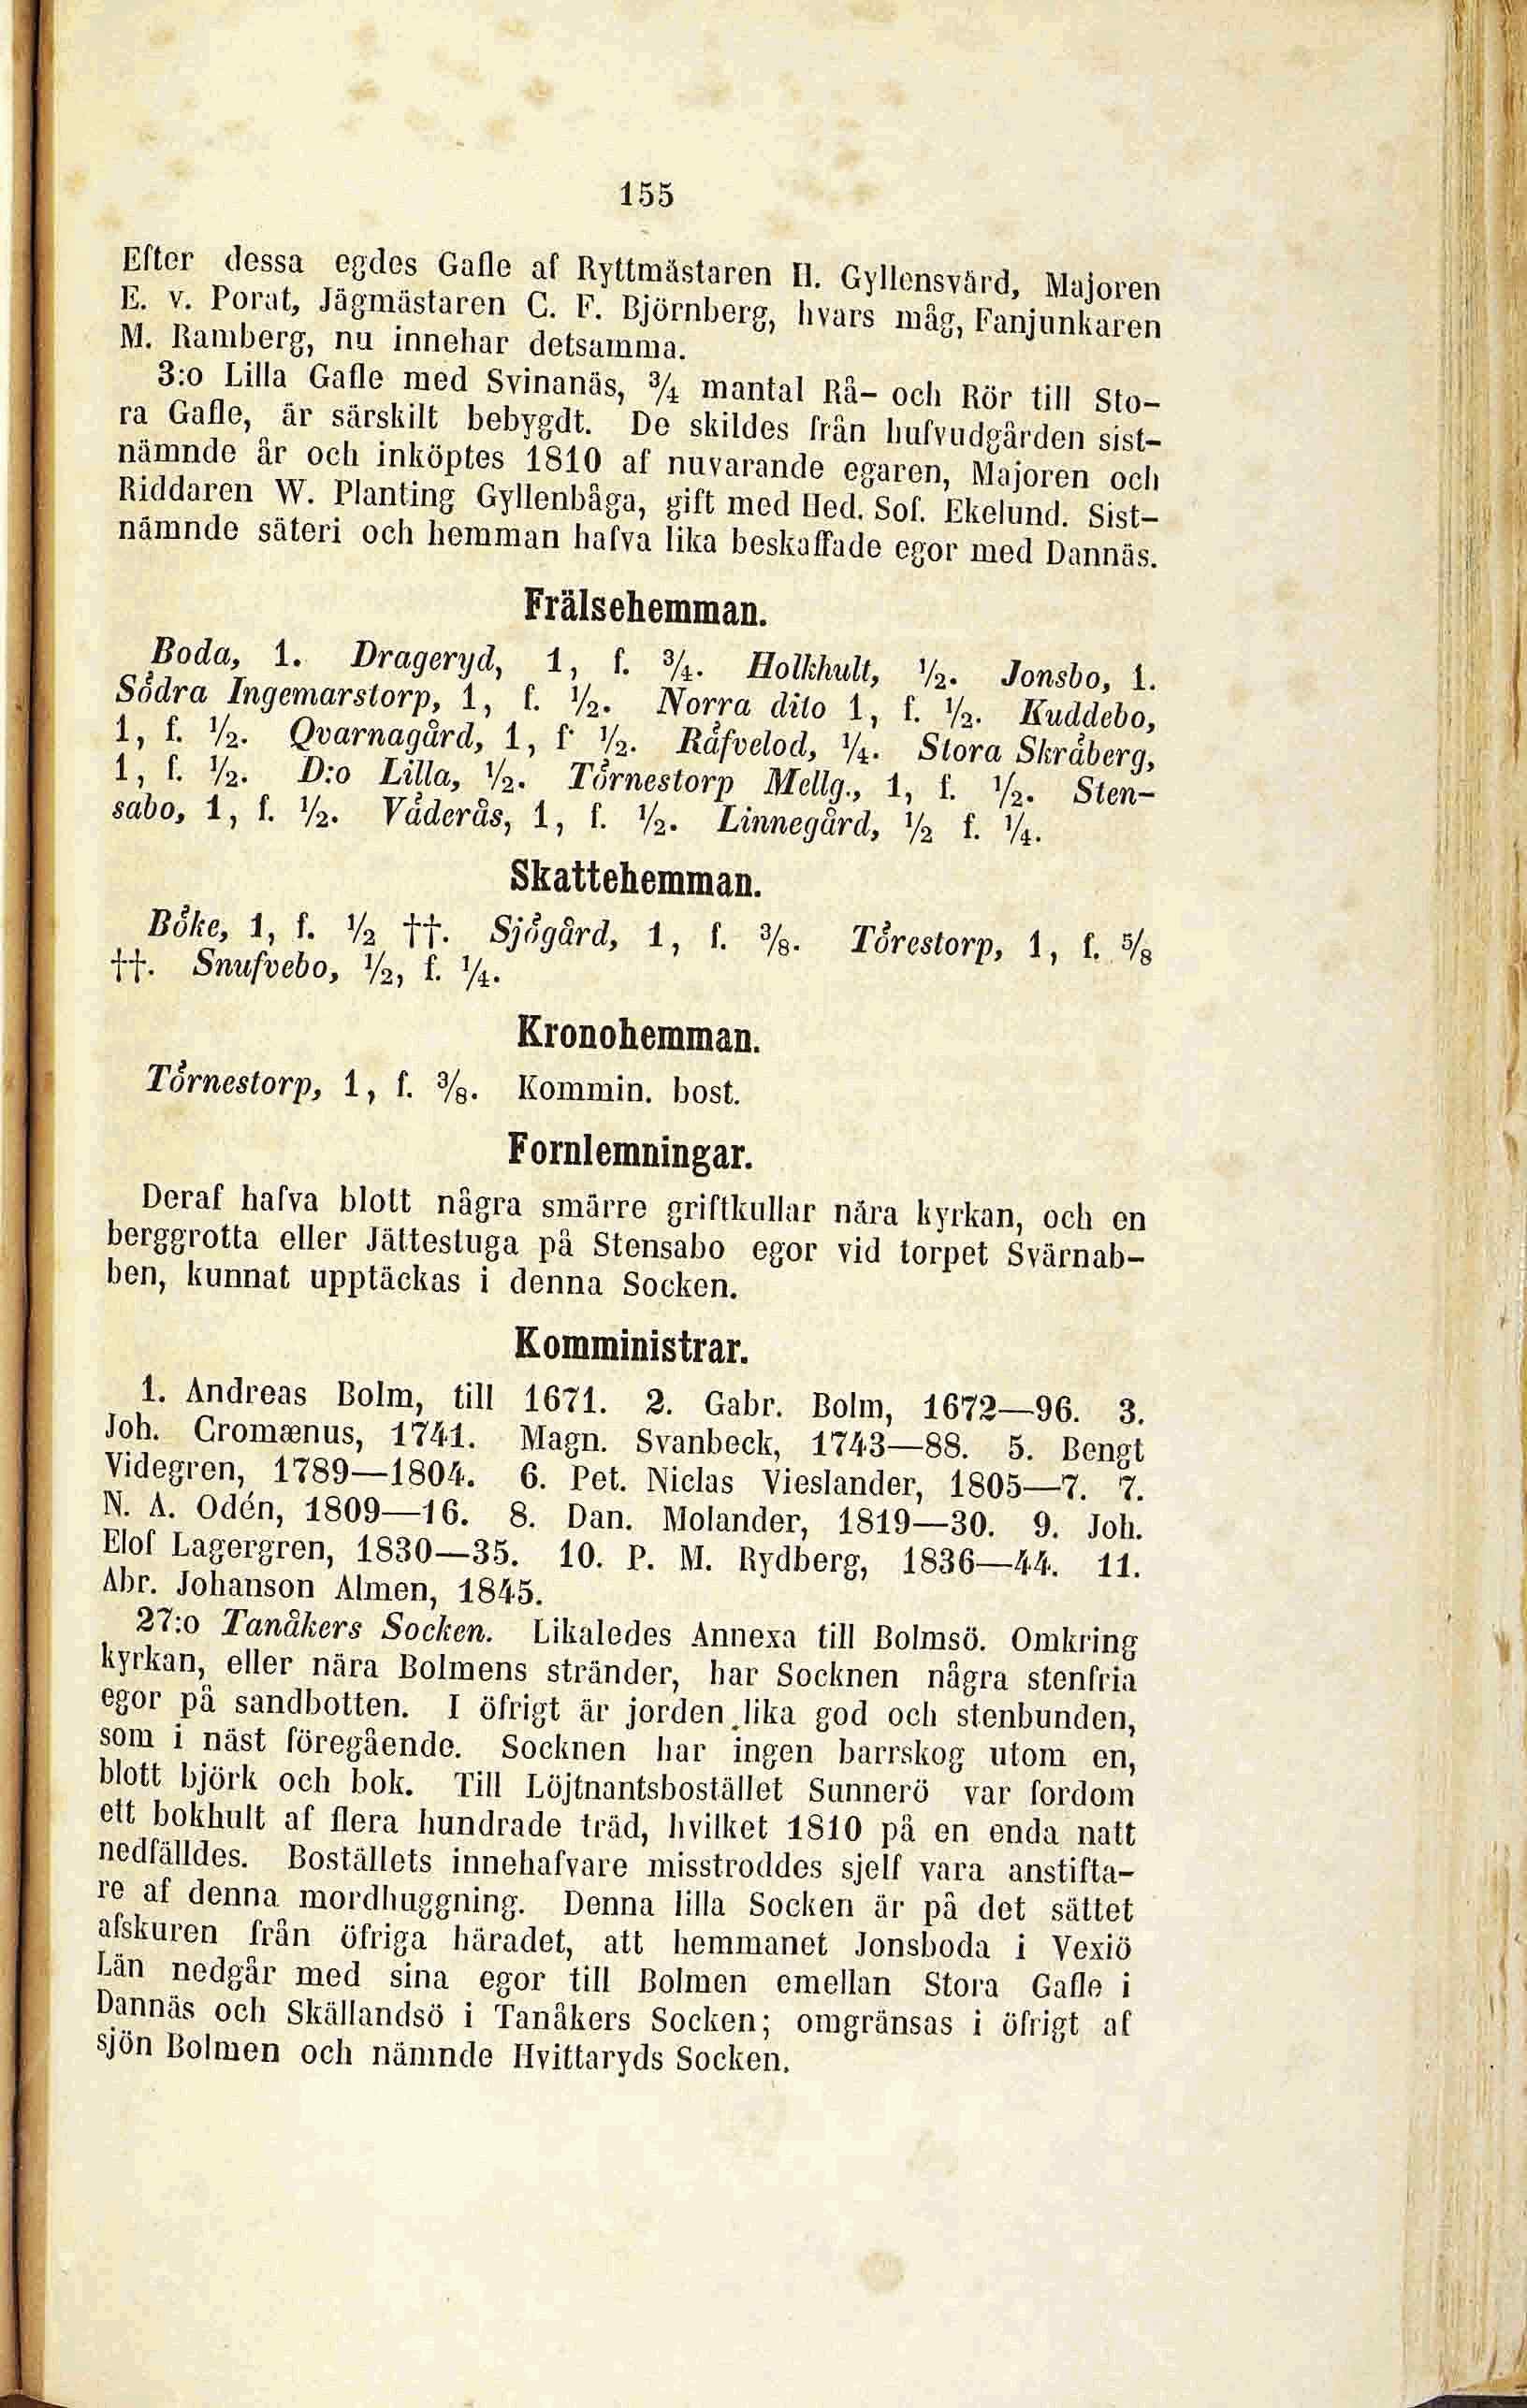 155
Efter dessa egdes Gafle af Ryttmästaren H. Gyllensvärd, Majoren
E. v. Porat, Jägmästaren C. F. Björnberg, hvars måg, Fanjunkaren
M. Ramberg, nu innehar detsamma.
3:o Lilla Gafle med Svinanäs, ¾ mantal Rå- och Rör till Sto-
ra Gafle, är särskilt bebygdt. De skildes från hufvudgården sist-
nämnde år och inköptes 1810 af nuvarande egaren, Majoren och
Riddaren W. Planting Gyllenbåga, gift med Hed. Sof. Ekelund. Sist-
nämnde säteri och hemman hafva lika beskaffade egor med Dannäs.
Frälsehemman.
Boda, 1. Drageryd, 1, f. ¾. Holkhult, ½. Jonsbo, 1.
Södra Ingemarstorp, 1, f. ½. Norra dito 1, f. ½. Kuddebo,
1, f. ½. Qvarnagård, 1, f· ½. Räfvelod, ¼. Stora Skräberg,
1, f. ½. D:o Lilla, ½. Törnestorp Mellg., 1, f. ½. Sten-
sabo, 1, f. ½. Väderås, 1, f. ½. Linnegård, ½ f. ¼.
Skattehemman.
Böke, 1, f. ½ ††. Sjögård, 1, f. ⅜. Törestorp, 1, f. ⅝
††. Snufvebo, ½, f. ¼.
Kronohemman.
Törnestorp, 1, f. ⅜. Kommin. bost.
Fornlemningar.
Deraf hafva blott några smärre griftkullar nära kyrkan, och en
berggrotta eller Jättestuga på Stensabo egor vid torpet Svärnab-
ben, kunnat upptäckas i denna Socken.
Komministrar.
1. Andreas Bolm, till 1671. 2. Gabr. Bolm, 1672—96. 3.
Joh. Cromænus, 1741. Magn. Svanbeck, 1743—88. 5. Bengt
Videgren, 1789—1804. 6. Pet. Niclas Vieslander, 1805—7. 7.
N. A. Odén, 1809—16. 8. Dan. Molander, 1819—30. 9. Joh.
Elof Lagergren, 1830—35. 10. P. M. Rydberg, 1836—44. 11.
Abr. Johanson Almen, 1845.
27:o Tanåkers Socken. Likaledes Annexa till Bolmsö. Omkring
kyrkan, eller nära Bolmens stränder, har Socknen några stenfria
egor på sandbotten. I öfrigt är jorden lika god och stenbunden,
som i näst föregående. Socknen har ingen barrskog utom en,
blott björk och bok. Till Löjtnantsbostället Sunnerö var fordom
ett bokhult af flera hundrade träd, hvilket 1810 på en enda natt
nedfälldes. Boställets innehafvare misstroddes sjelf vara anstifta-
re af denna mordhuggning. Denna lilla Socken är på det sättet
afskuren från öfriga häradet, att hemmanet Jonsboda i Vexiö
Län nedgår med sina egor till Bolmen emellan Stora Gafle i
Dannäs och Skällandsö i Tanåkers Socken; omgränsas i öfrigt af
sjön Bolmen och nämnde Hvittaryds Socken.